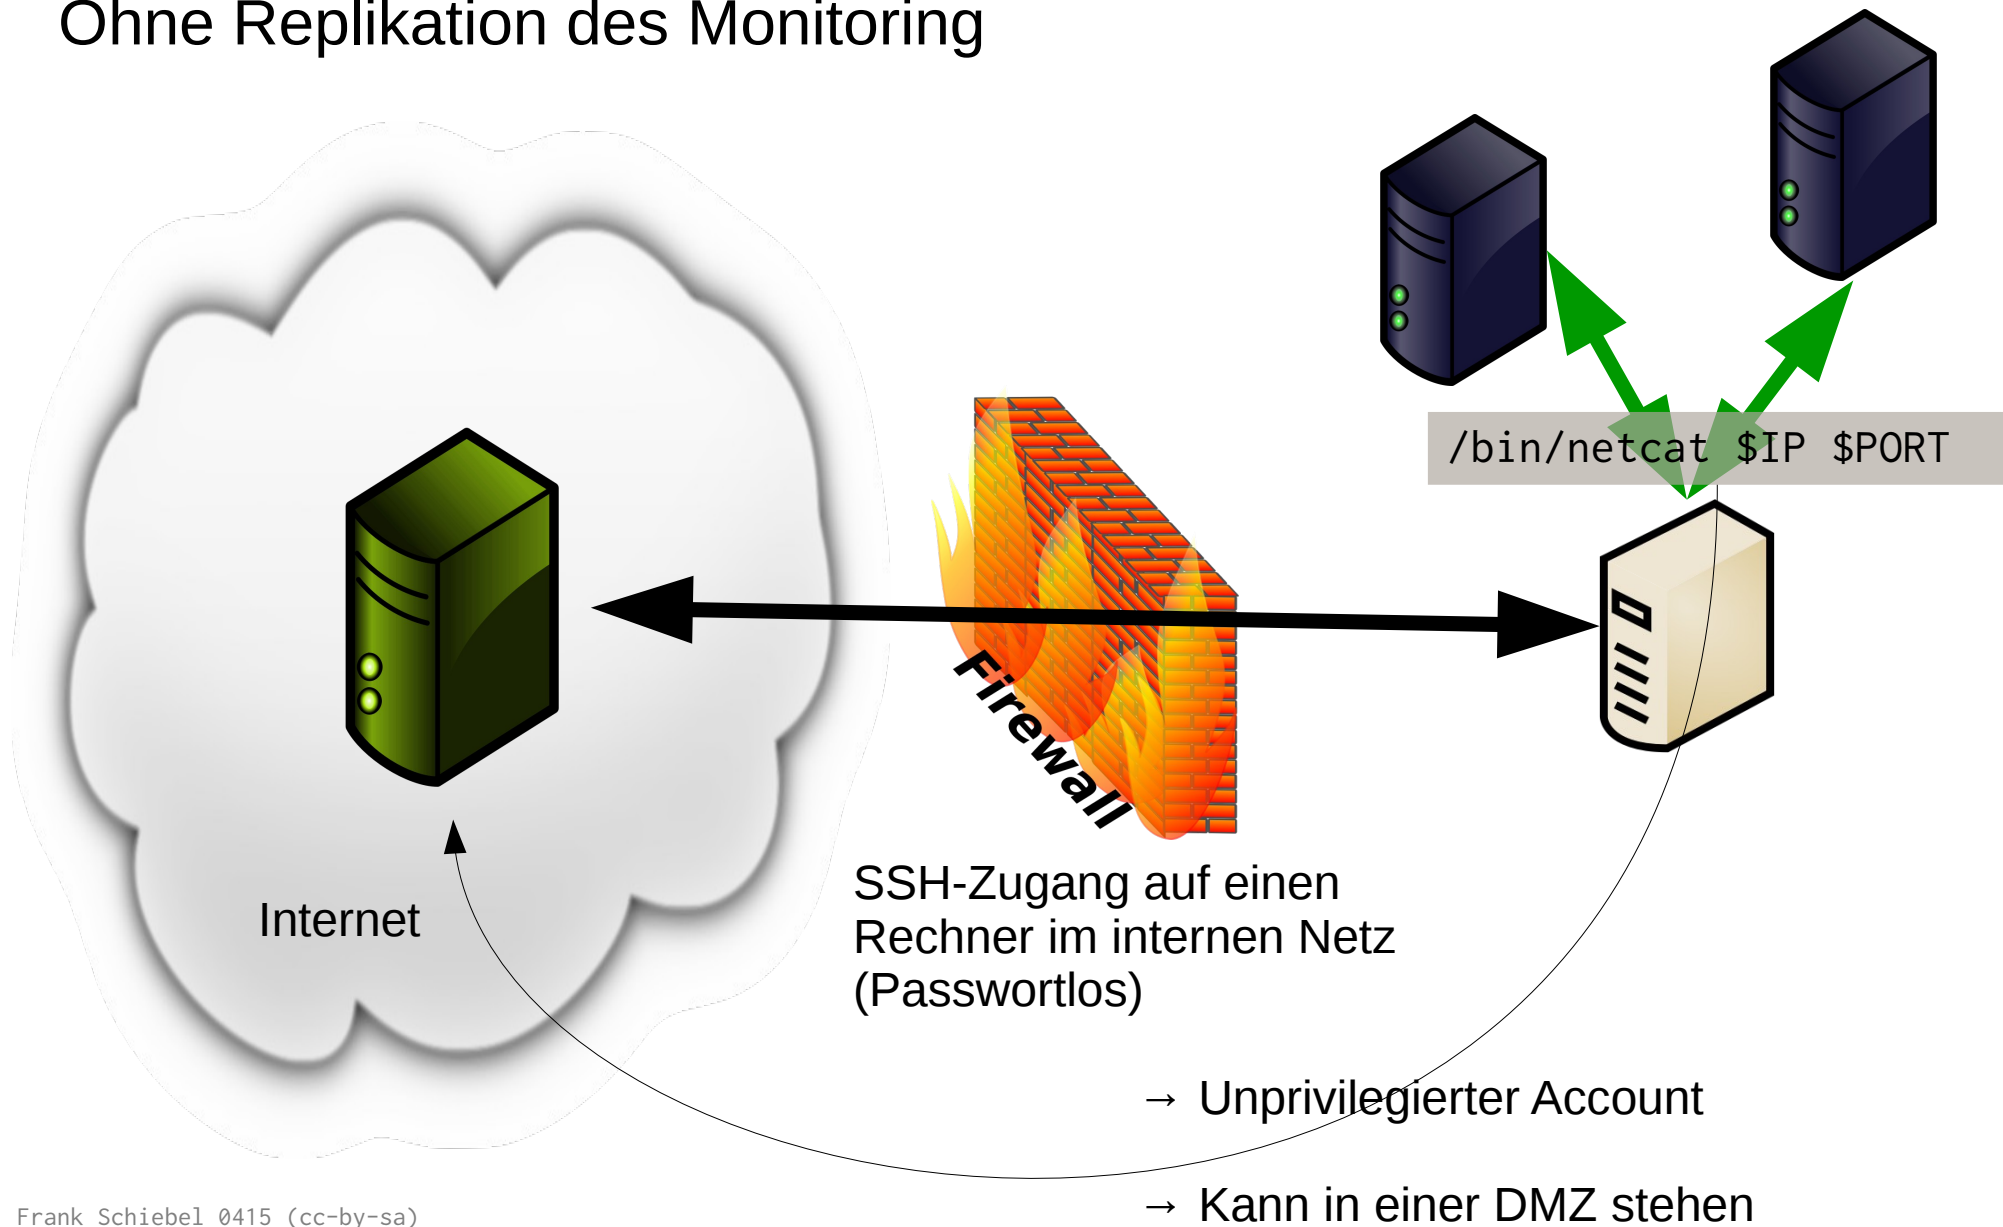 Ohne Replikation des Monitoring
/bin/netcat $IP $PORT
Firewall
SSH-Zugang auf einen
Rechner im internen Netz
(Passwortlos)
Internet
→ Unprivilegierter Account
→ Kann in einer DMZ stehen
Frank Schiebel 0415 (cc-by-sa)